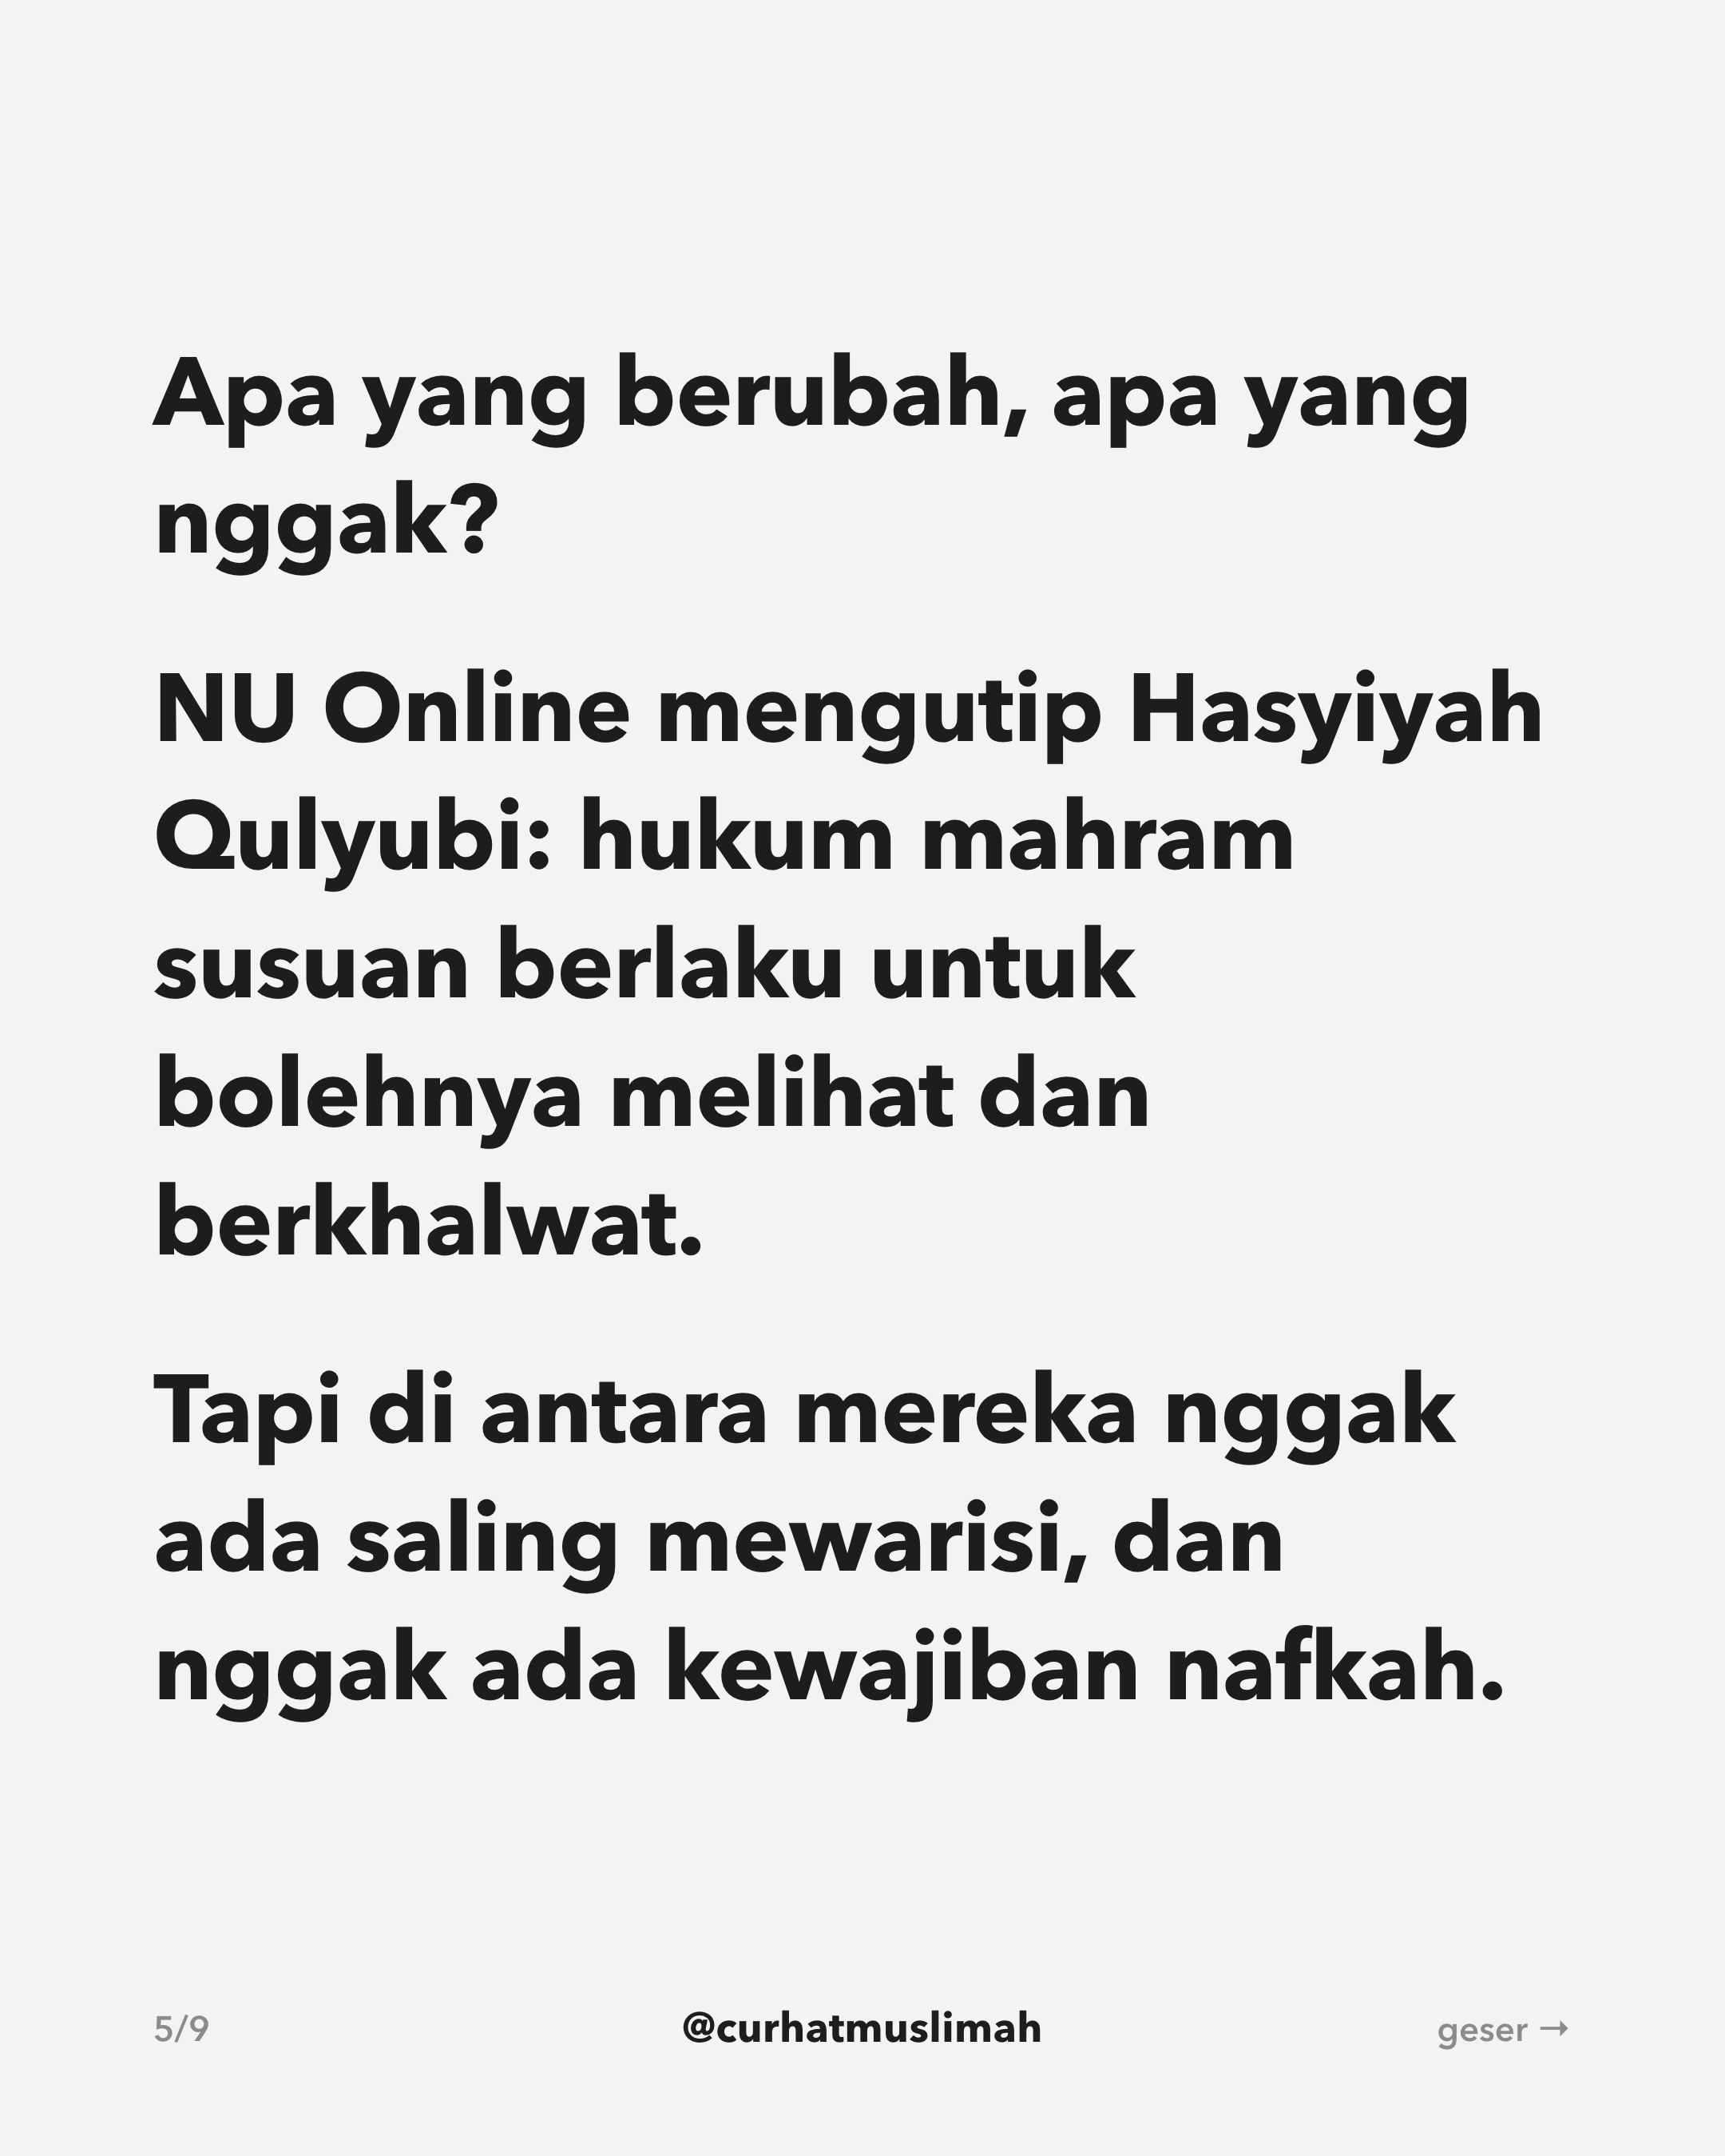 Apa yang berubah, apa yang
nggak?
NU Online mengutip Hasyiyah
Qulyubi: hukum mahram
susuan berlaku untuk
bolehnya melihat dan
berkhalwat.
Tapi di antara mereka nggak
ada saling mewarisi, dan
nggak ada kewajiban nafkah.
5/9
@curhatmuslimah
geser →